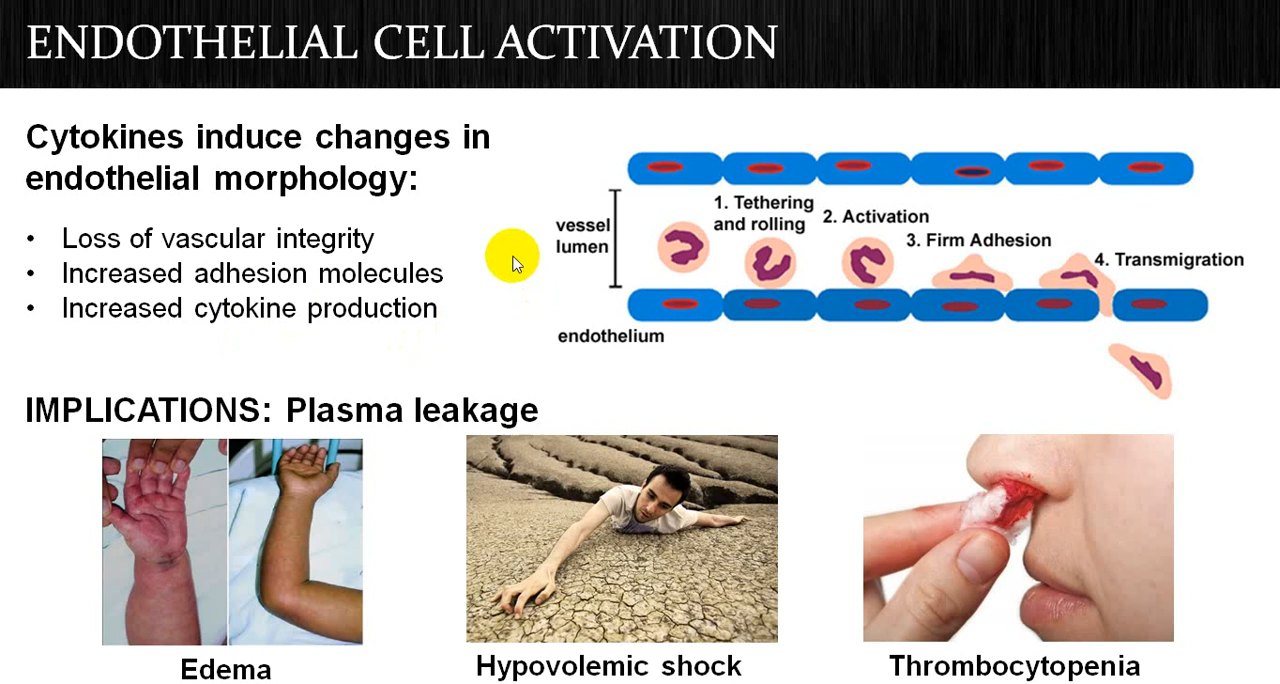 ENDOTHELIAL CELL ACTIVATION
Cytokines induce changes in
endothelial morphology:
• Loss of vascular integrity
• Increased adhesion molecules
• Increased cytokine production
vessel
lumen
1. Tethering
and rolling
2. Activation
3. Firm Adhesion
4. Transmigration
endothelium
IMPLICATIONS: Plasma leakage
Edema
Hypovolemic shock
Thrombocytopenia